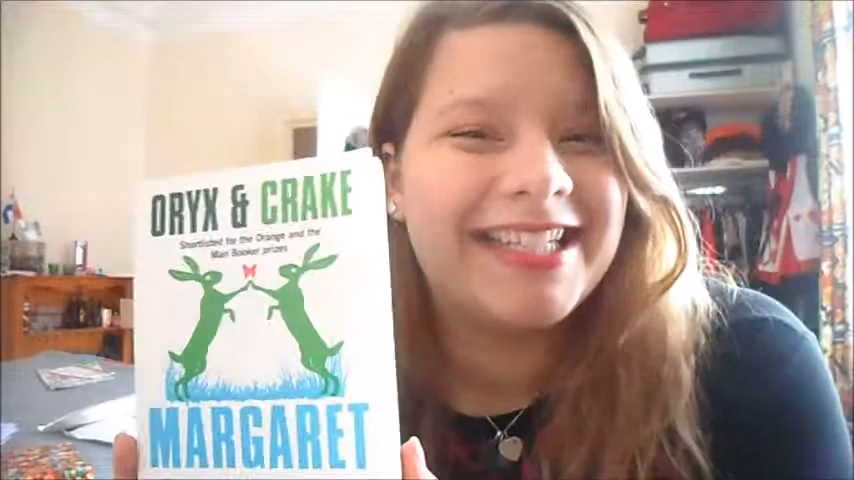 ORYX & CRAKE
Shortlisted for the Orange and the
Man Booker prizes
MARGARET